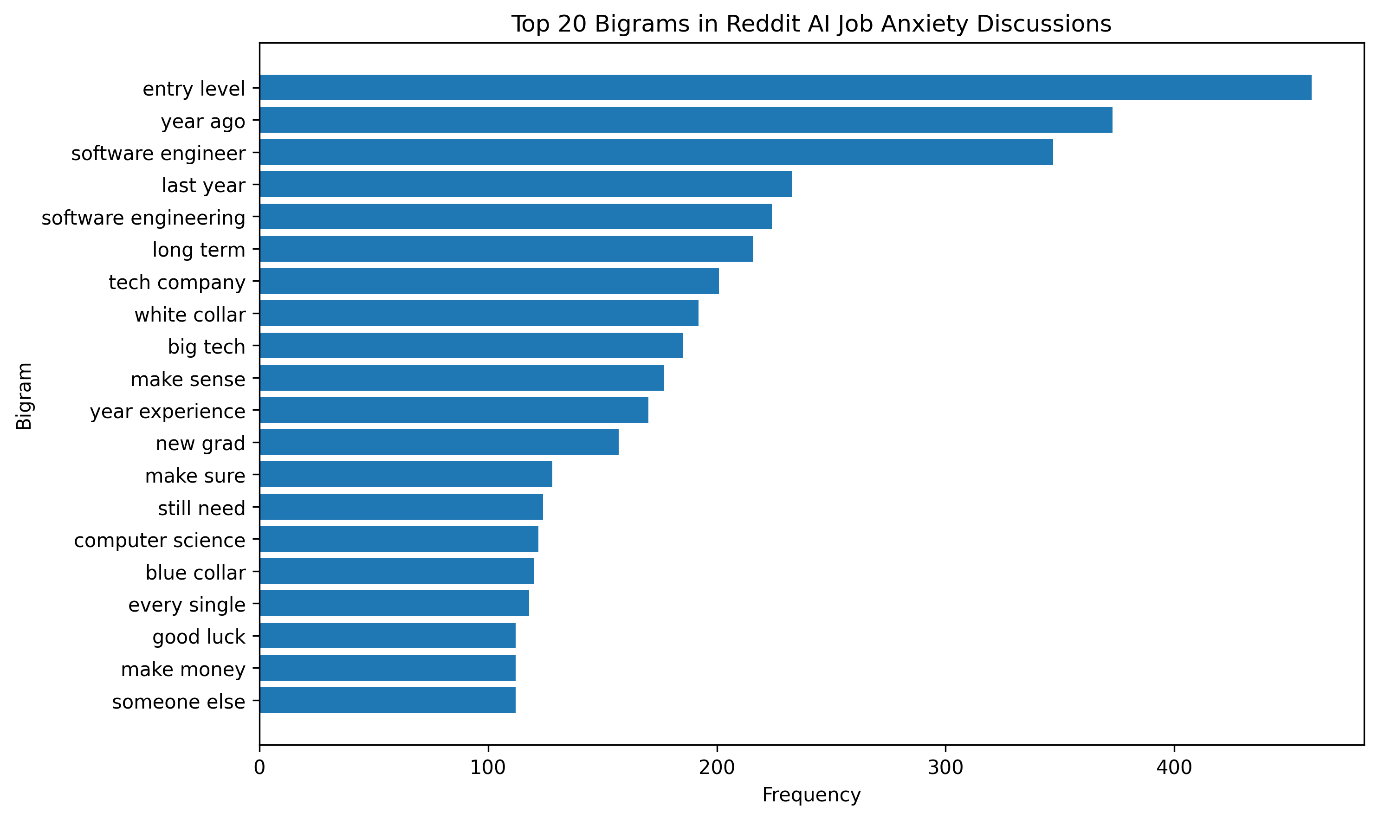 Top 20 Bigrams in Reddit AI Job Anxiety Discussions
Bigram
entry level
year ago
software engineer
last year
software engineering
long term
tech company
white collar
big tech
make sense
year experience
new grad
make sure
still need
computer science
blue collar
every single
good luck
make money
someone else
0 100 200 300 400
Frequency